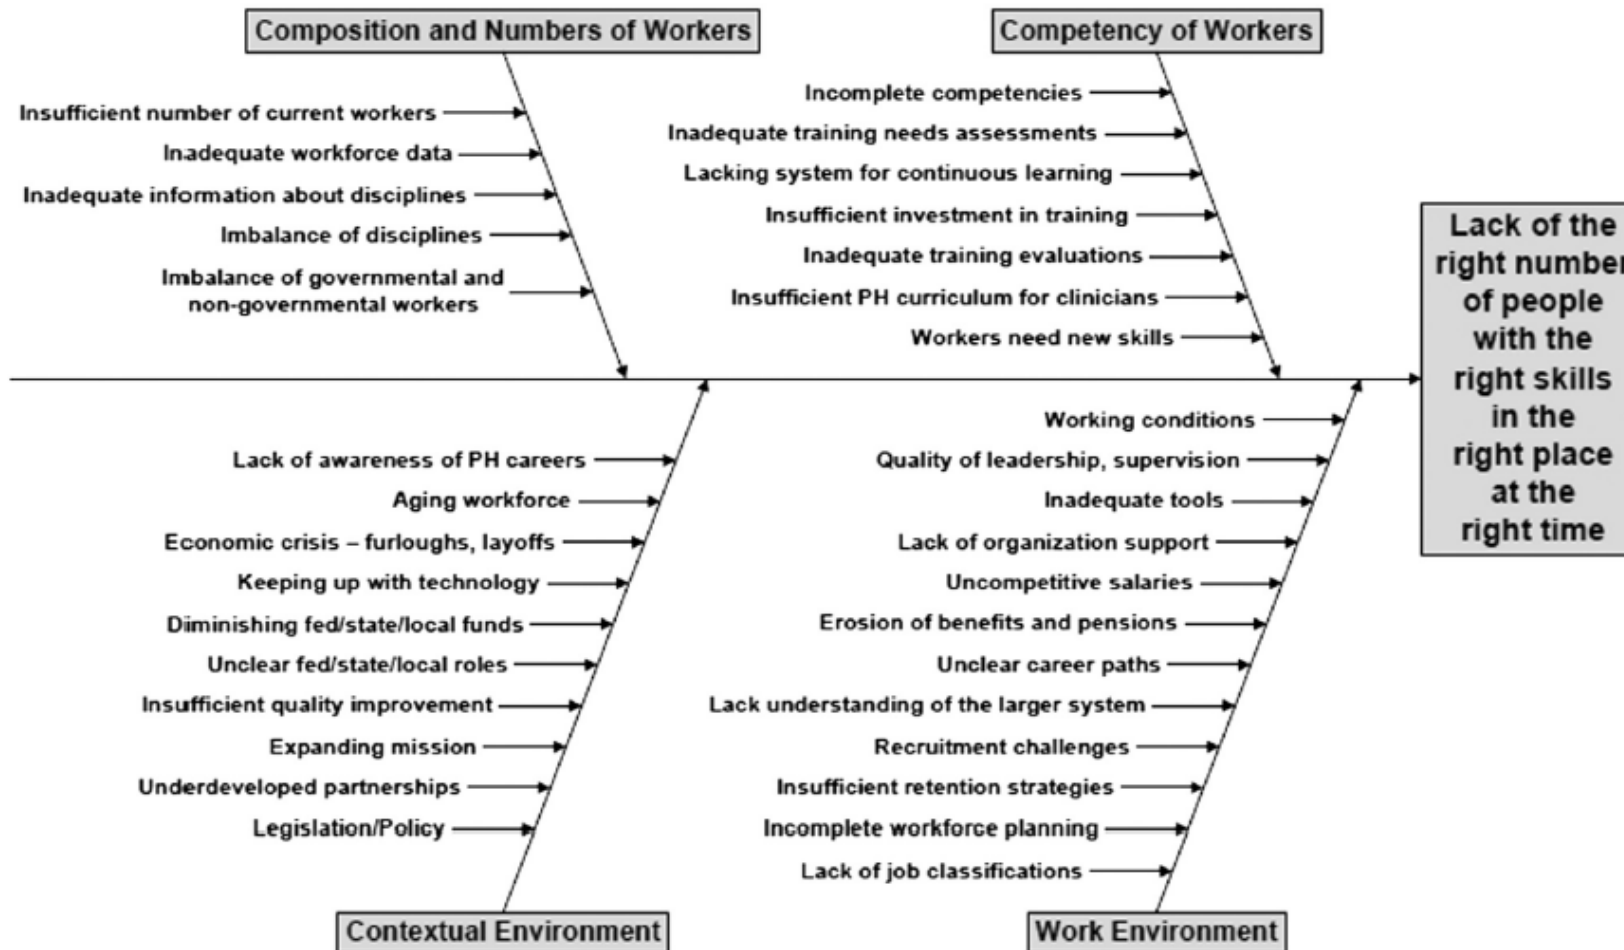 Composition and Numbers of Workers
Insufficient number of current workers
Inadequate workforce data
Inadequate information about disciplines
Imbalance of disciplines
Imbalance of governmental and
non-governmental workers
Competency of Workers
Incomplete competencies
Inadequate training needs assessments
Lacking system for continuous learning
Insufficient investment in training
Inadequate training evaluations
Insufficient PH curriculum for clinicians
Workers need new skills
Lack of awareness of PH careers
Aging workforce
Economic crisis – furloughs, layoffs
Keeping up with technology
Diminishing fed/state/local funds
Unclear fed/state/local roles
Insufficient quality improvement
Expanding mission
Underdeveloped partnerships
Legislation/Policy
Contextual Environment
Working conditions
Quality of leadership, supervision
Inadequate tools
Lack of organization support
Uncompetitive salaries
Erosion of benefits and pensions
Unclear career paths
Lack understanding of the larger system
Recruitment challenges
Insufficient retention strategies
Incomplete workforce planning
Lack of job classifications
Work Environment
Lack of the
right number
of people
with the
right skills
in the
right place
at the
right time